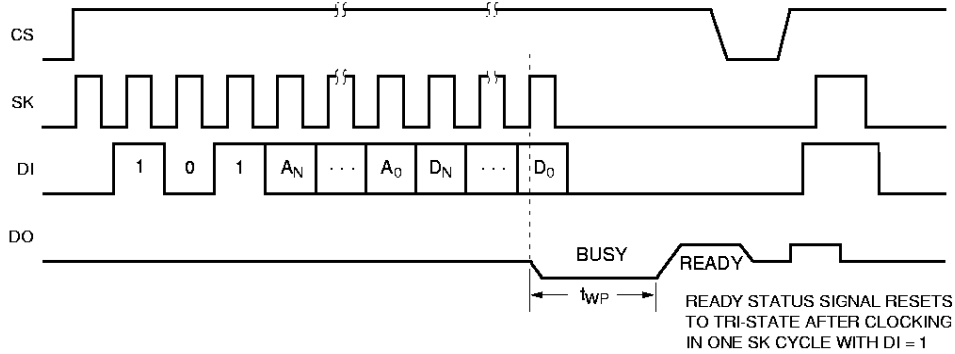 CS
SK
DI
1 0 1 A_N ··· A_0 D_N ··· D_0
DO
BUSY
READY
t_WP
READY STATUS SIGNAL RESETS
TO TRI-STATE AFTER CLOCKING
IN ONE SK CYCLE WITH DI = 1